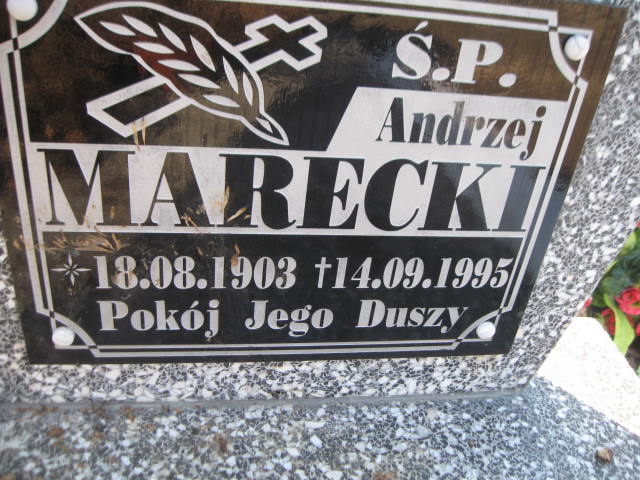 Ś.P.
Andrzej
MARECKI
18.08.1903 †14.09.1995
Pokój Jego Duszy